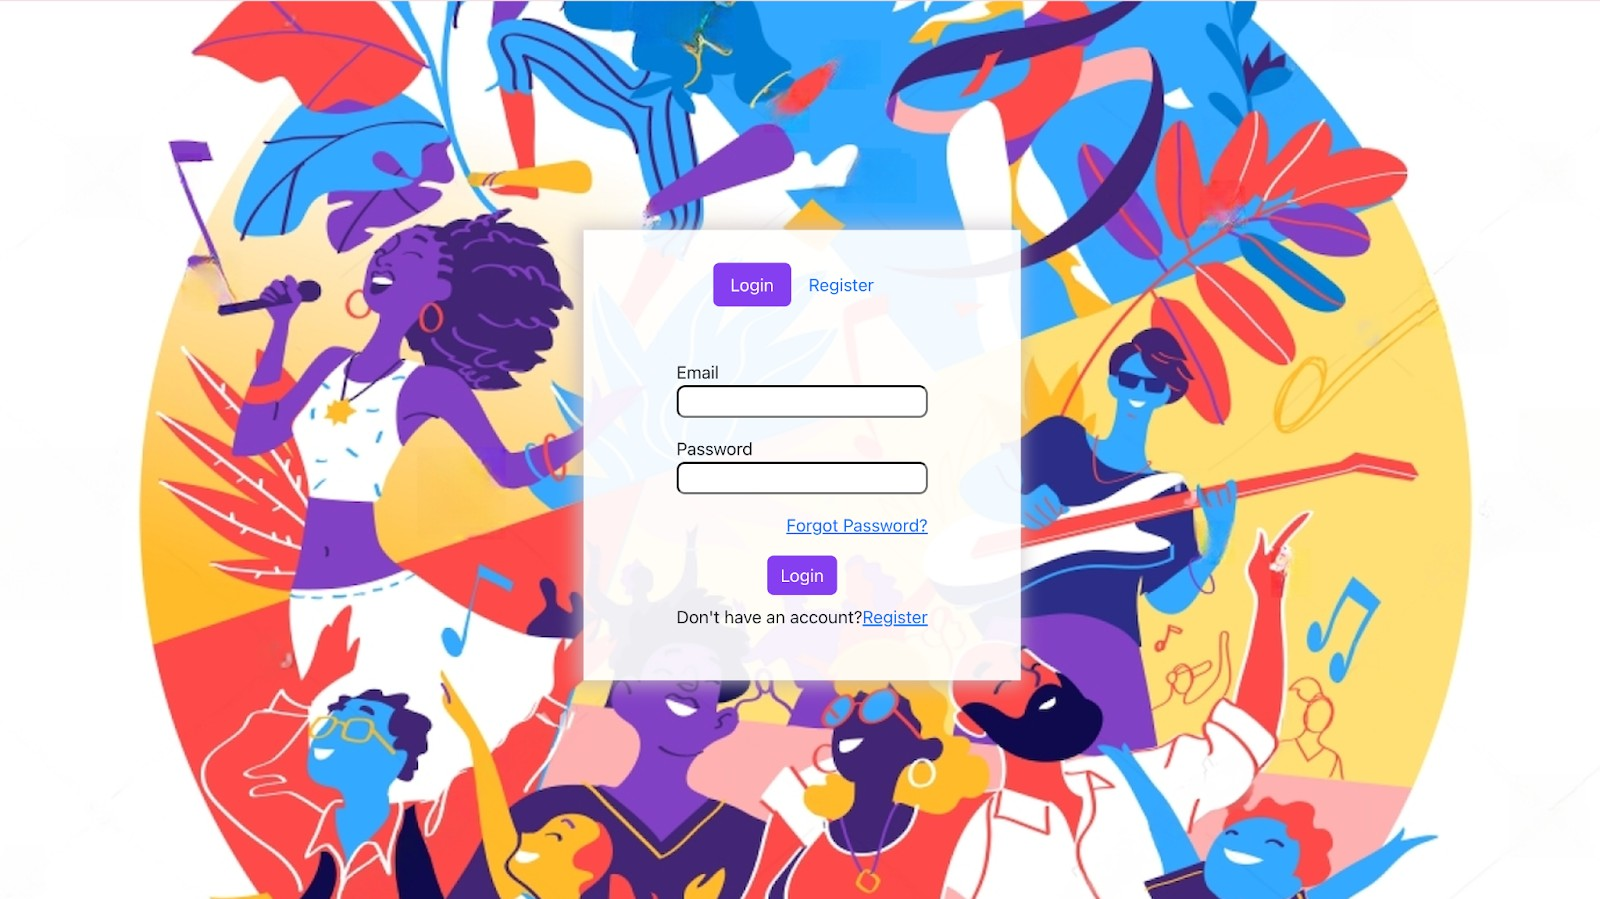 Login Register
Email
Password
Forgot Password?
Login
Don't have an account?Register